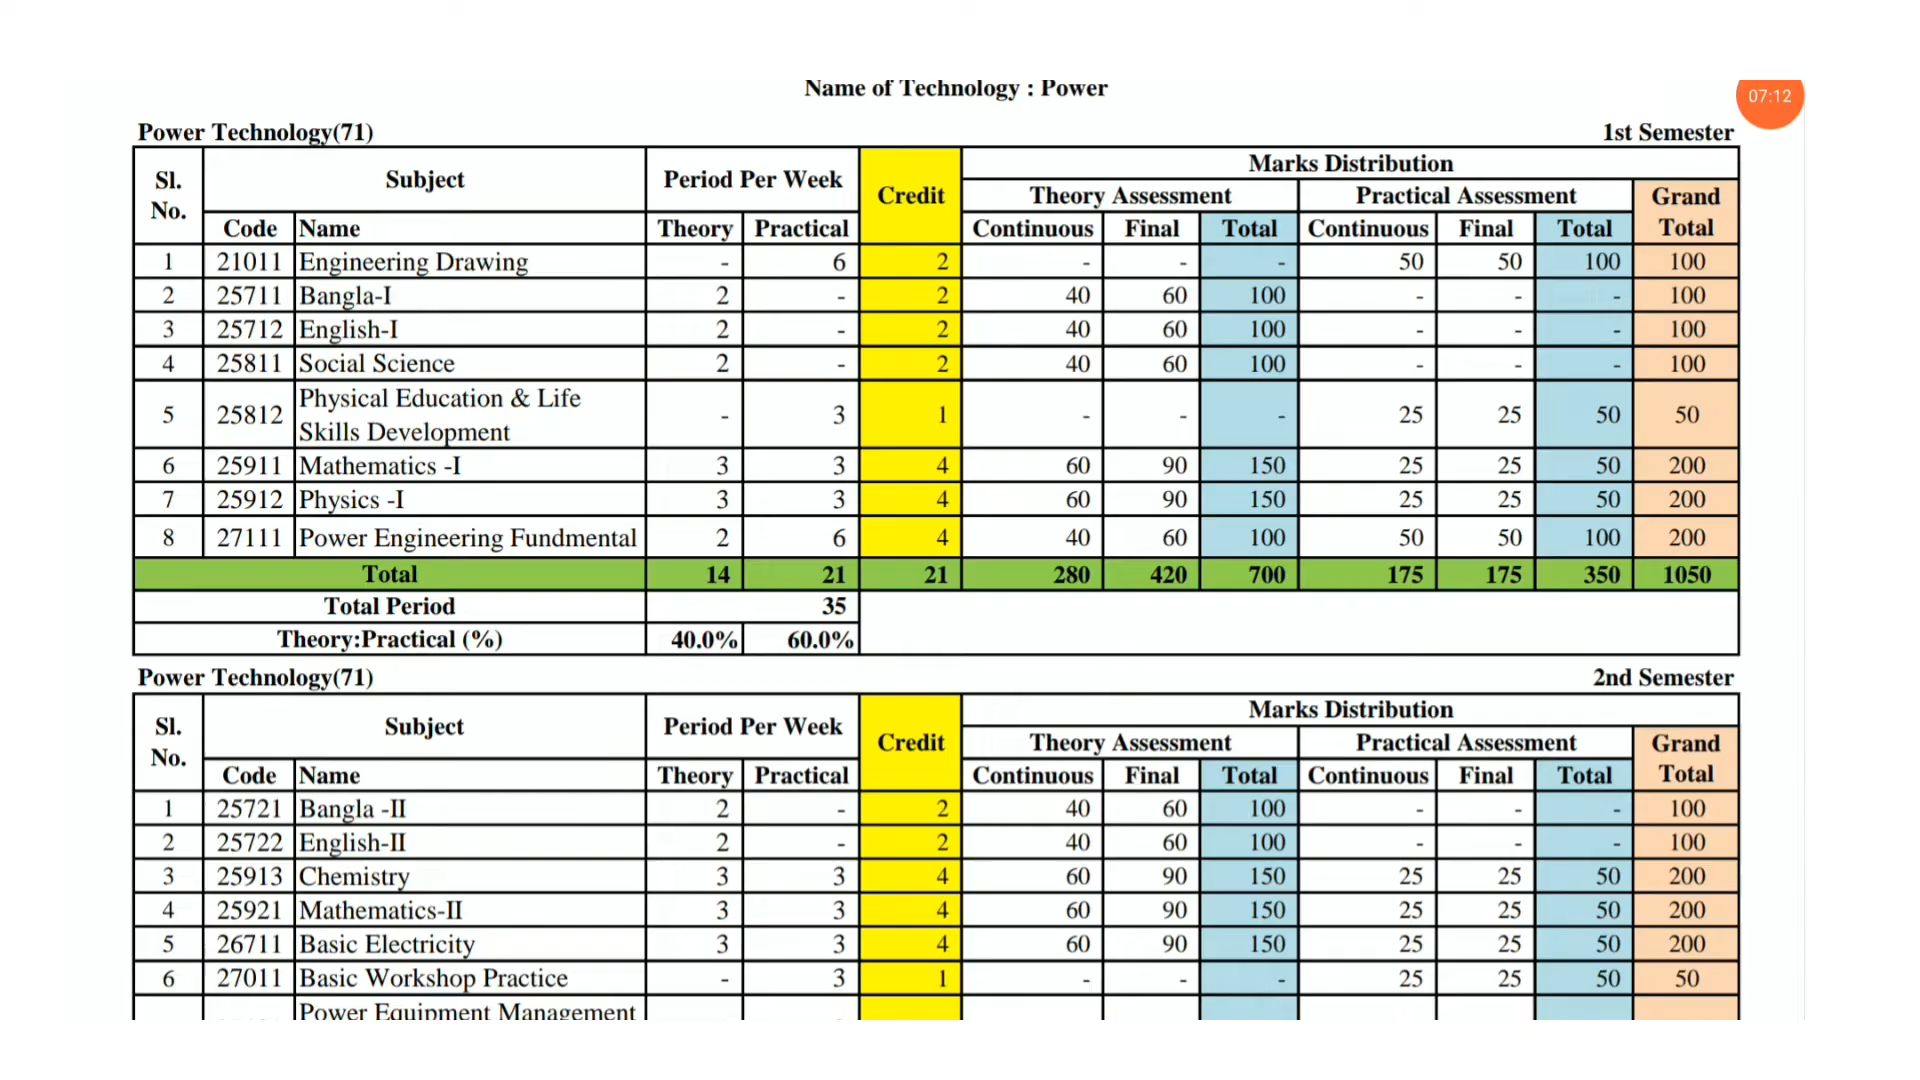 Name of Technology : Power
07:12
Power Technology(71) 1st Semester
Sl. No. Subject Period Per Week Credit Marks Distribution
Theory Assessment Practical Assessment Grand Total
Code Name Theory Practical Continuous Final Total Continuous Final Total
1 21011 Engineering Drawing - 6 2 - - - 50 50 100 100
2 25711 Bangla-I 2 - 2 40 60 100 - - - 100
3 25712 English-I 2 - 2 40 60 100 - - - 100
4 25811 Social Science 2 - 2 40 60 100 - - - 100
5 25812 Physical Education & Life Skills Development - 3 1 - - - 25 25 50 50
6 25911 Mathematics -I 3 3 4 60 90 150 25 25 50 200
7 25912 Physics -I 3 3 4 60 90 150 25 25 50 200
8 27111 Power Engineering Fundmental 2 6 4 40 60 100 50 50 100 200
Total 14 21 21 280 420 700 175 175 350 1050
Total Period 35
Theory:Practical (%) 40.0% 60.0%
Power Technology(71) 2nd Semester
Sl. No. Subject Period Per Week Credit Marks Distribution
Theory Assessment Practical Assessment Grand Total
Code Name Theory Practical Continuous Final Total Continuous Final Total
1 25721 Bangla -II 2 - 2 40 60 100 - - - 100
2 25722 English-II 2 - 2 40 60 100 - - - 100
3 25913 Chemistry 3 3 4 60 90 150 25 25 50 200
4 25921 Mathematics-II 3 3 4 60 90 150 25 25 50 200
5 26711 Basic Electricity 3 3 4 60 90 150 25 25 50 200
6 27011 Basic Workshop Practice - 3 1 - - - 25 25 50 50
Power Equipment Management